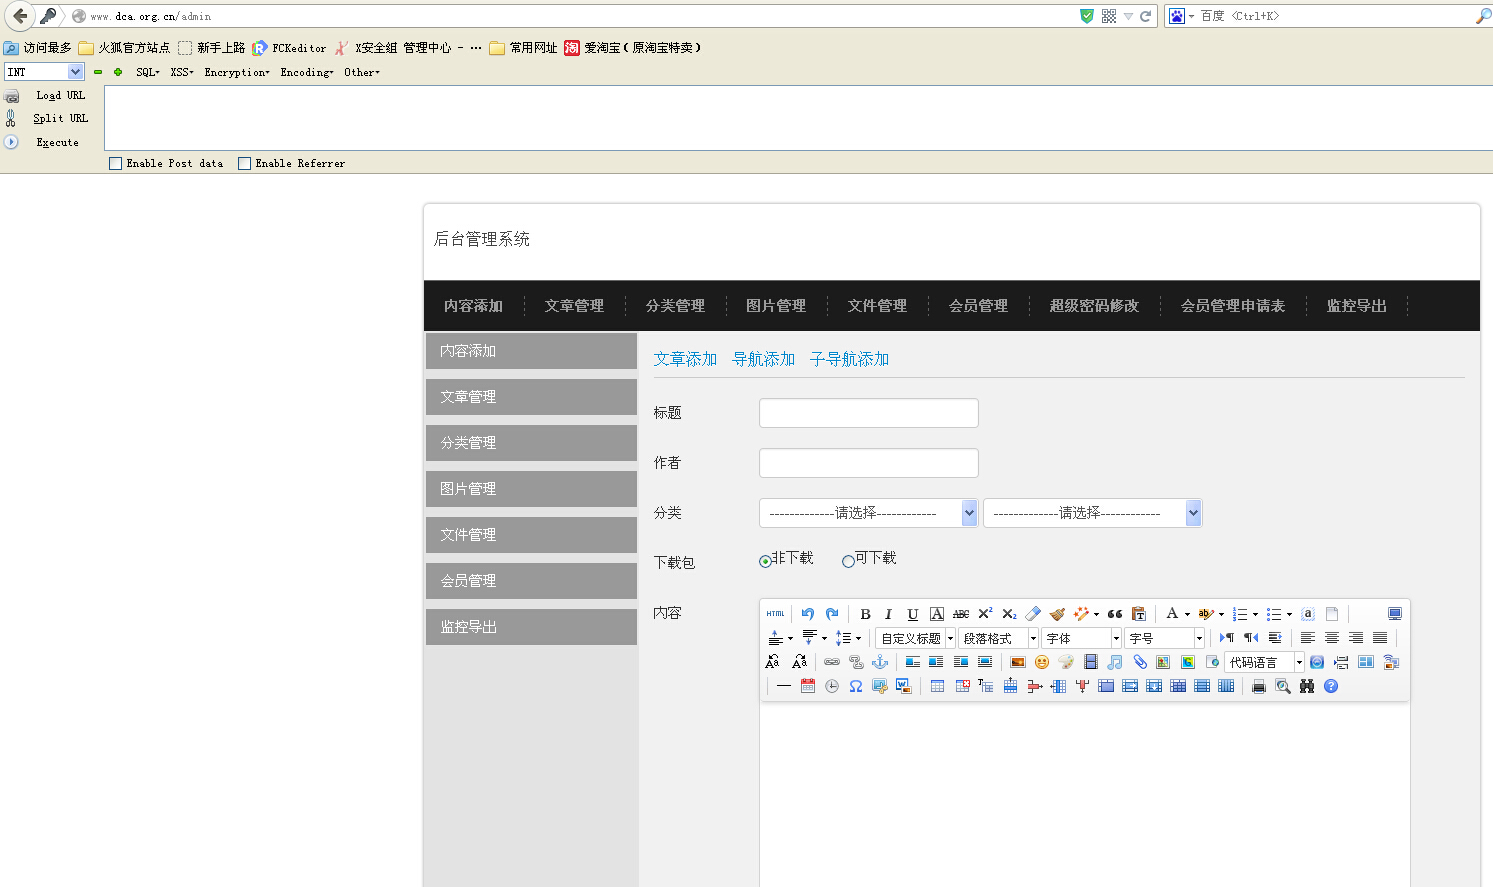 www.dca.org.cn/admin 百度 <Ctrl+K>
访问最多 火狐官方站点 新手上路 FCKeditor X安全组 管理中心 - ... 常用网址 淘 爱淘宝(原淘宝特卖)
INT SQL XSS Encryption Encoding Other
Load URL
Split URL
Execute
Enable Post data Enable Referrer
后台管理系统
内容添加 文章管理 分类管理 图片管理 文件管理 会员管理 超级密码修改 会员管理申请表 监控导出
内容添加
文章管理
分类管理
图片管理
文件管理
会员管理
监控导出
文章添加 导航添加 子导航添加
标题
作者
分类 -------------请选择------------ -------------请选择------------
下载包 非下载 可下载
内容
HTML B I U A ABC X² X₂ A ab a
自定义标题 段落格式 字体 字号
Aa Aa 代码语言